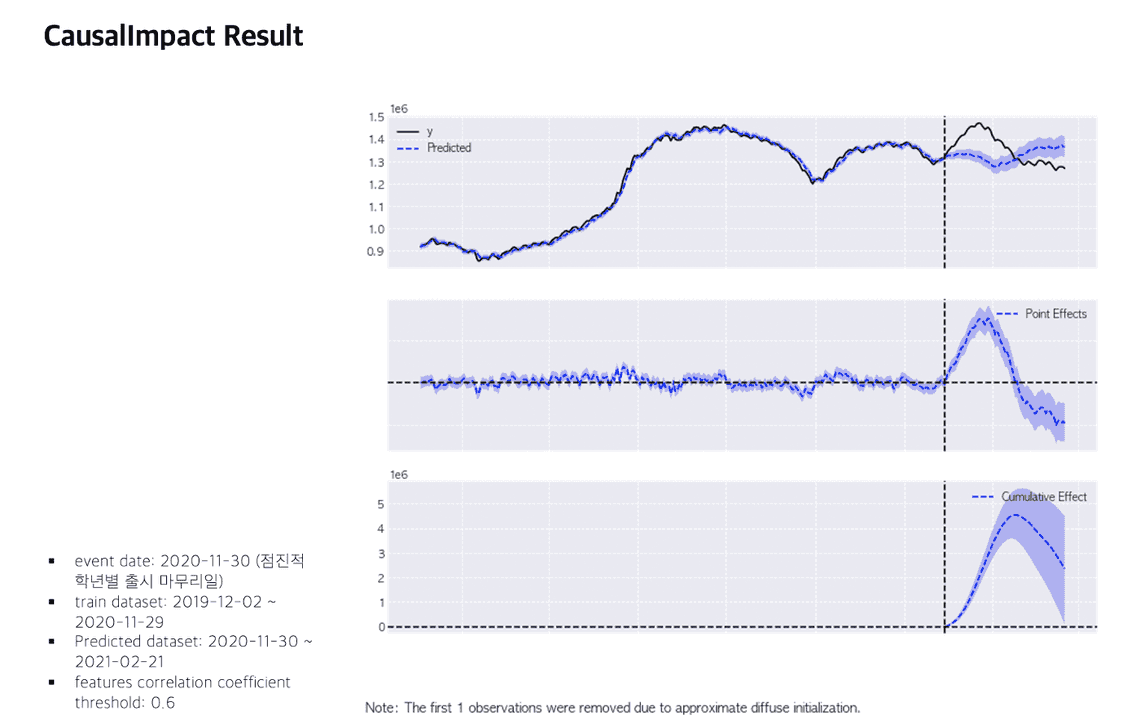 CausalImpact Result
1e6
1.5
1.4
1.3
1.2
1.1
1.0
0.9
y
Predicted
Point Effects
1e6
5
4
3
2
1
0
Cumulative Effect
▪ event date: 2020-11-30 (점진적
학년별 출시 마무리일)
▪ train dataset: 2019-12-02 ~
2020-11-29
▪ Predicted dataset: 2020-11-30 ~
2021-02-21
▪ features correlation coefficient
threshold: 0.6
Note: The first 1 observations were removed due to approximate diffuse initialization.